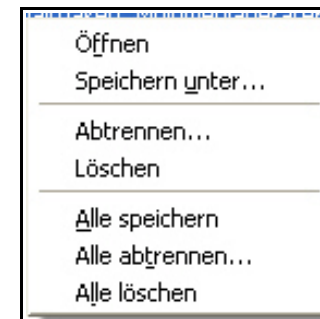 Öffnen
Speichern unter...
Abtrennen...
Löschen
Alle speichern
Alle abtrennen...
Alle löschen